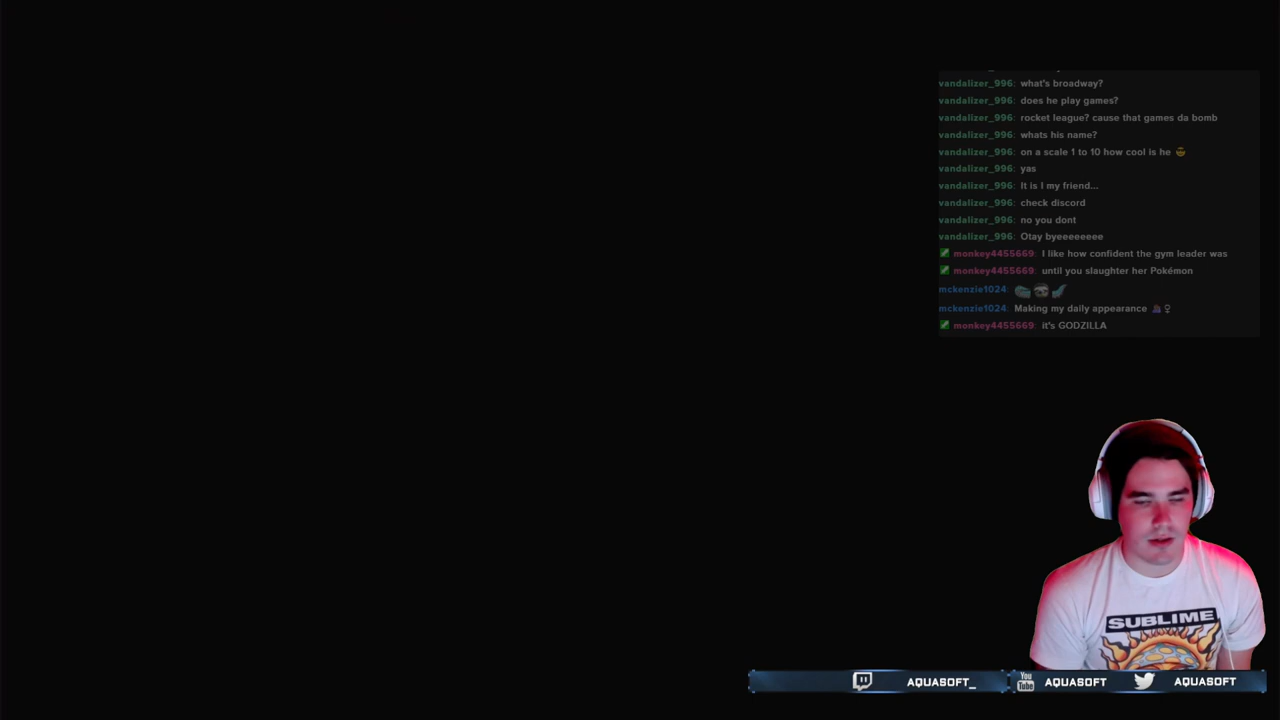 vandalizer_996: what's broadway?
vandalizer_996: does he play games?
vandalizer_996: rocket league? cause that games da bomb
vandalizer_996: whats his name?
vandalizer_996: on a scale 1 to 10 how cool is he
vandalizer_996: yas
vandalizer_996: It is I my friend...
vandalizer_996: check discord
vandalizer_996: no you dont
vandalizer_996: Otay byeeeeeeee
monkey4455669: I like how confident the gym leader was
monkey4455669: until you slaughter her Pokémon
mckenzie1024:
mckenzie1024: Making my daily appearance
monkey4455669: it's GODZILLA
SUBLIME
AQUASOFT_
You Tube AQUASOFT
AQUASOFT